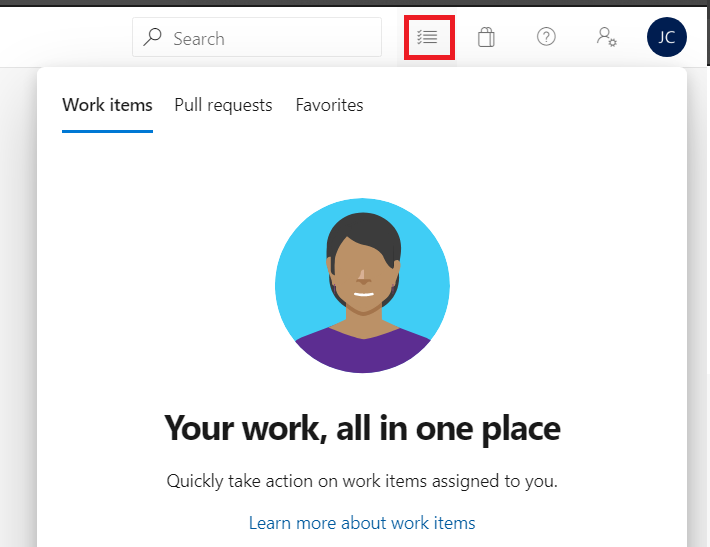 Search
JC
Work items Pull requests Favorites
Your work, all in one place
Quickly take action on work items assigned to you.
Learn more about work items